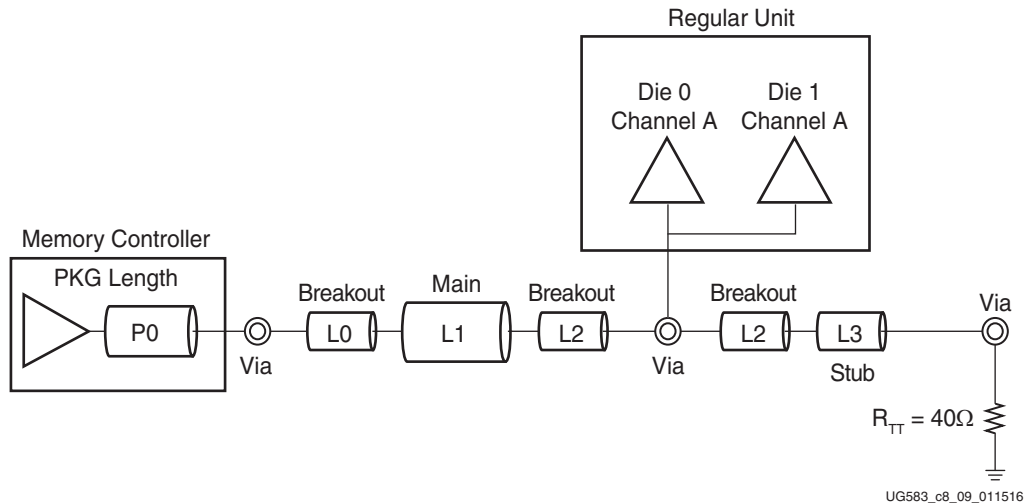 Regular Unit
Die 0
Channel A
Die 1
Channel A
Memory Controller
PKG Length
P0
Via
Breakout
L0
Main
L1
Breakout
L2
Via
Breakout
L2
L3
Stub
Via
RTT = 40Ω
UG583_c8_09_011516